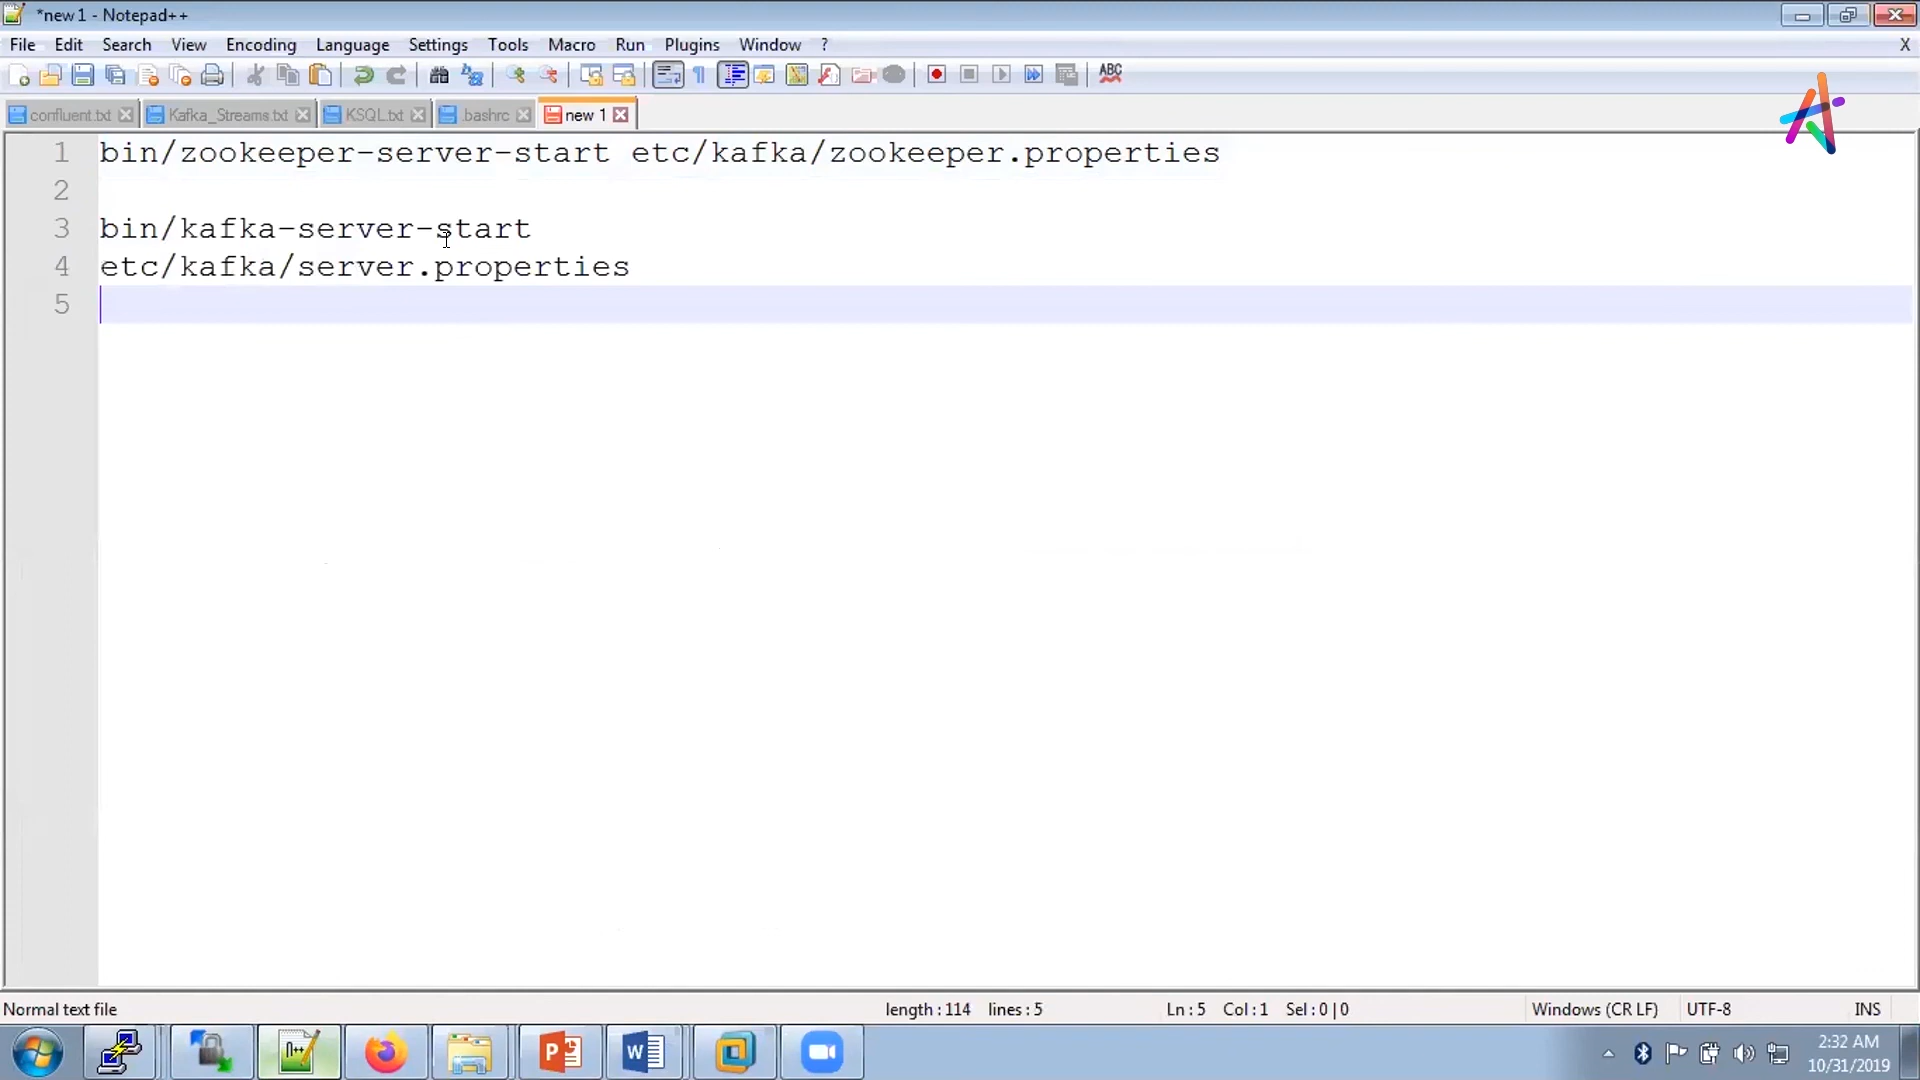 *new 1 - Notepad++
File Edit Search View Encoding Language Settings Tools Macro Run Plugins Window ? X
ABC
confluent.txt Kafka_Streams.txt KSQL.txt .bashrc new 1
1 bin/zookeeper-server-start etc/kafka/zookeeper.properties
2
3 bin/kafka-server-start
4 etc/kafka/server.properties
5
Normal text file length : 114 lines : 5 Ln : 5 Col : 1 Sel : 0 | 0 Windows (CR LF) UTF-8 INS
2:32 AM
10/31/2019